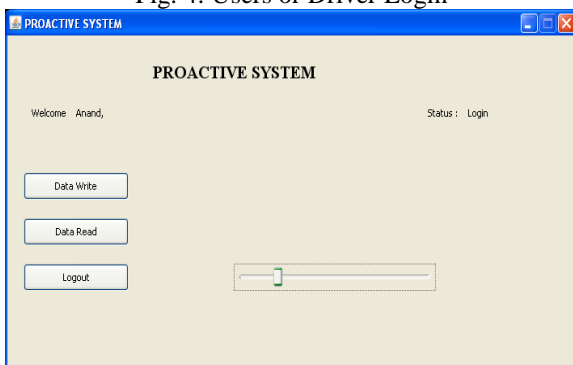 Fig. 4. Users or Driver Login
PROACTIVE SYSTEM
PROACTIVE SYSTEM
Welcome Anand,
Status : Login
Data Write
Data Read
Logout